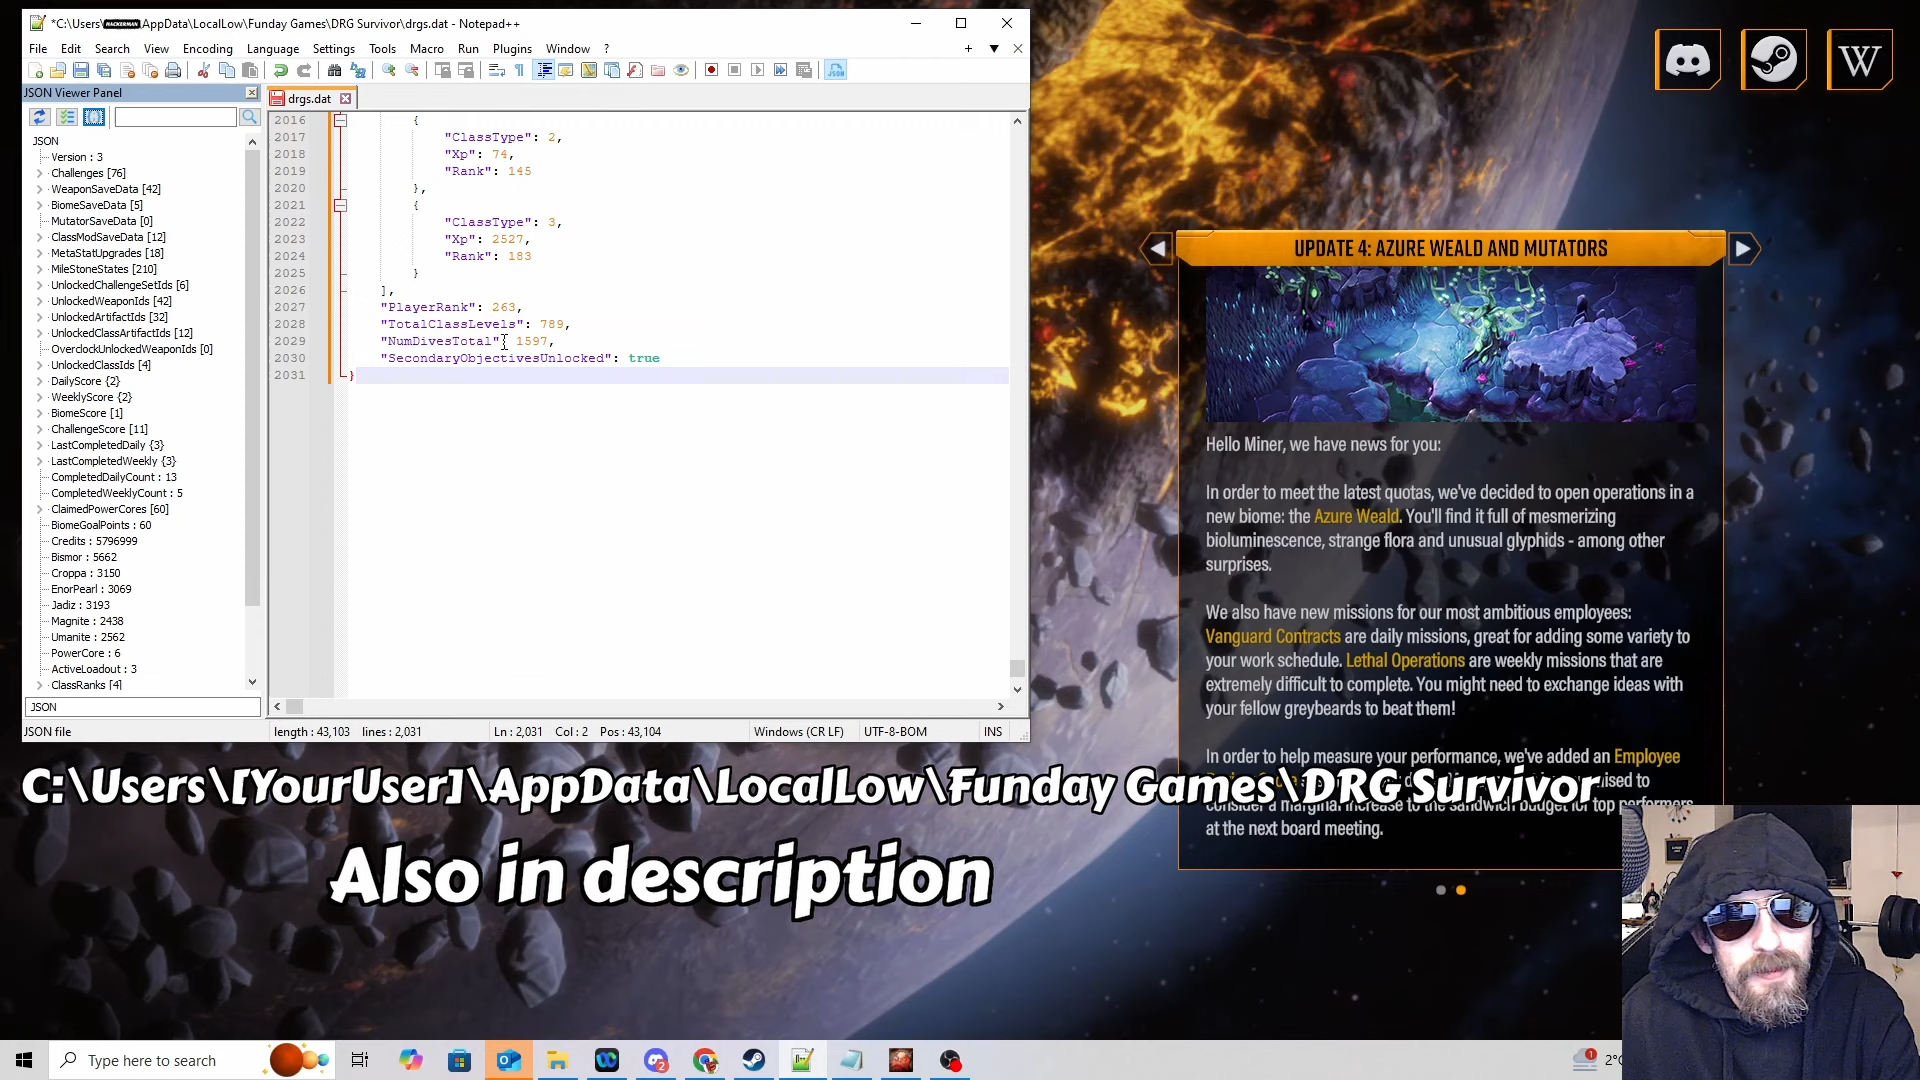 *C:\Users\HACKERMAN\AppData\LocalLow\Funday Games\DRG Survivor\drgs.dat - Notepad++
File Edit Search View Encoding Language Settings Tools Macro Run Plugins Window ?
JSON Viewer Panel
drgs.dat
JSON
Version : 3
Challenges [76]
WeaponSaveData [42]
BiomeSaveData [5]
MutatorSaveData [0]
ClassModSaveData [12]
MetaStatUpgrades [18]
MileStoneStates [210]
UnlockedChallengeSetIds [6]
UnlockedWeaponIds [42]
UnlockedArtifactIds [32]
UnlockedClassArtifactIds [12]
OverclockUnlockedWeaponIds [0]
UnlockedClassIds [4]
DailyScore {2}
WeeklyScore {2}
BiomeScore [1]
ChallengeScore [11]
LastCompletedDaily {3}
LastCompletedWeekly {3}
CompletedDailyCount : 13
CompletedWeeklyCount : 5
ClaimedPowerCores [60]
BiomeGoalPoints : 60
Credits : 5796999
Bismor : 5662
Croppa : 3150
EnorPearl : 3069
Jadiz : 3193
Magnite : 2438
Umanite : 2562
PowerCore : 6
ActiveLoadout : 3
ClassRanks [4]
JSON
2016 {
2017 "ClassType": 2,
2018 "Xp": 74,
2019 "Rank": 145
2020 },
2021 {
2022 "ClassType": 3,
2023 "Xp": 2527,
2024 "Rank": 183
2025 }
2026 ],
2027 "PlayerRank": 263,
2028 "TotalClassLevels": 789,
2029 "NumDivesTotal": 1597,
2030 "SecondaryObjectivesUnlocked": true
2031 }
JSON file length : 43,103 lines : 2,031 Ln : 2,031 Col : 2 Pos : 43,104 Windows (CR LF) UTF-8-BOM INS
W
UPDATE 4: AZURE WEALD AND MUTATORS
Hello Miner, we have news for you:
In order to meet the latest quotas, we've decided to open operations in a
new biome: the Azure Weald. You'll find it full of mesmerizing
bioluminescence, strange flora and unusual glyphids - among other
surprises.
We also have new missions for our most ambitious employees:
Vanguard Contracts are daily missions, great for adding some variety to
your work schedule. Lethal Operations are weekly missions that are
extremely difficult to complete. You might need to exchange ideas with
your fellow greybeards to beat them!
In order to help measure your performance, we've added an Employee
consider a marginal increase to the sandwich budget for top performers
at the next board meeting.
C:\Users\[YourUser]\AppData\LocalLow\Funday Games\DRG Survivor
Also in description
Type here to search
2
1
2°